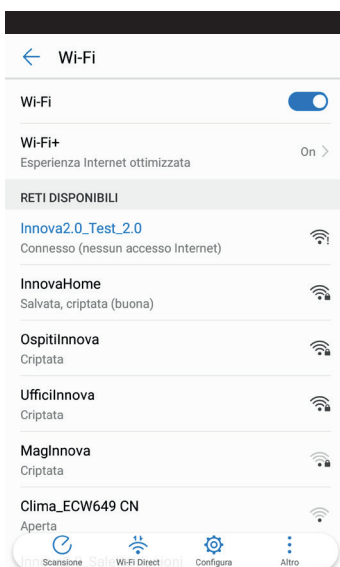 Wi-Fi
Wi-Fi
Wi-Fi+
Esperienza Internet ottimizzata
On
RETI DISPONIBILI
Innova2.0_Test_2.0
Connesso (nessun accesso Internet)
InnovaHome
Salvata, criptata (buona)
OspitiInnova
Criptata
UfficiInnova
Criptata
MagInnova
Criptata
Clima_ECW649 CN
Aperta
Scansione
Wi-Fi Direct
Configura
Altro